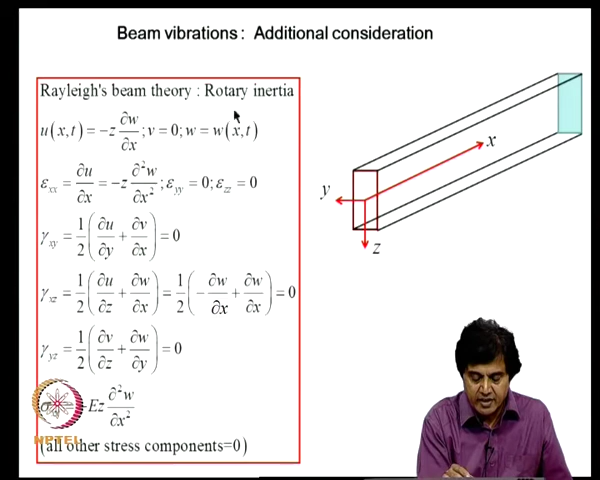 Beam vibrations : Additional consideration
Rayleigh's beam theory : Rotary inertia
u(x,t) = −z ∂w/∂x ; v = 0; w = w(x,t)
ε_xx = ∂u/∂x = −z ∂²w/∂x² ; ε_yy = 0; ε_zz = 0
γ_xy = 1/2 (∂u/∂y + ∂v/∂x) = 0
γ_xz = 1/2 (∂u/∂z + ∂w/∂x) = 1/2 (−∂w/∂x + ∂w/∂x) = 0
γ_yz = 1/2 (∂v/∂z + ∂w/∂y) = 0
Ez ∂²w/∂x²
(all other stress components=0)
NPTEL
x
y
z